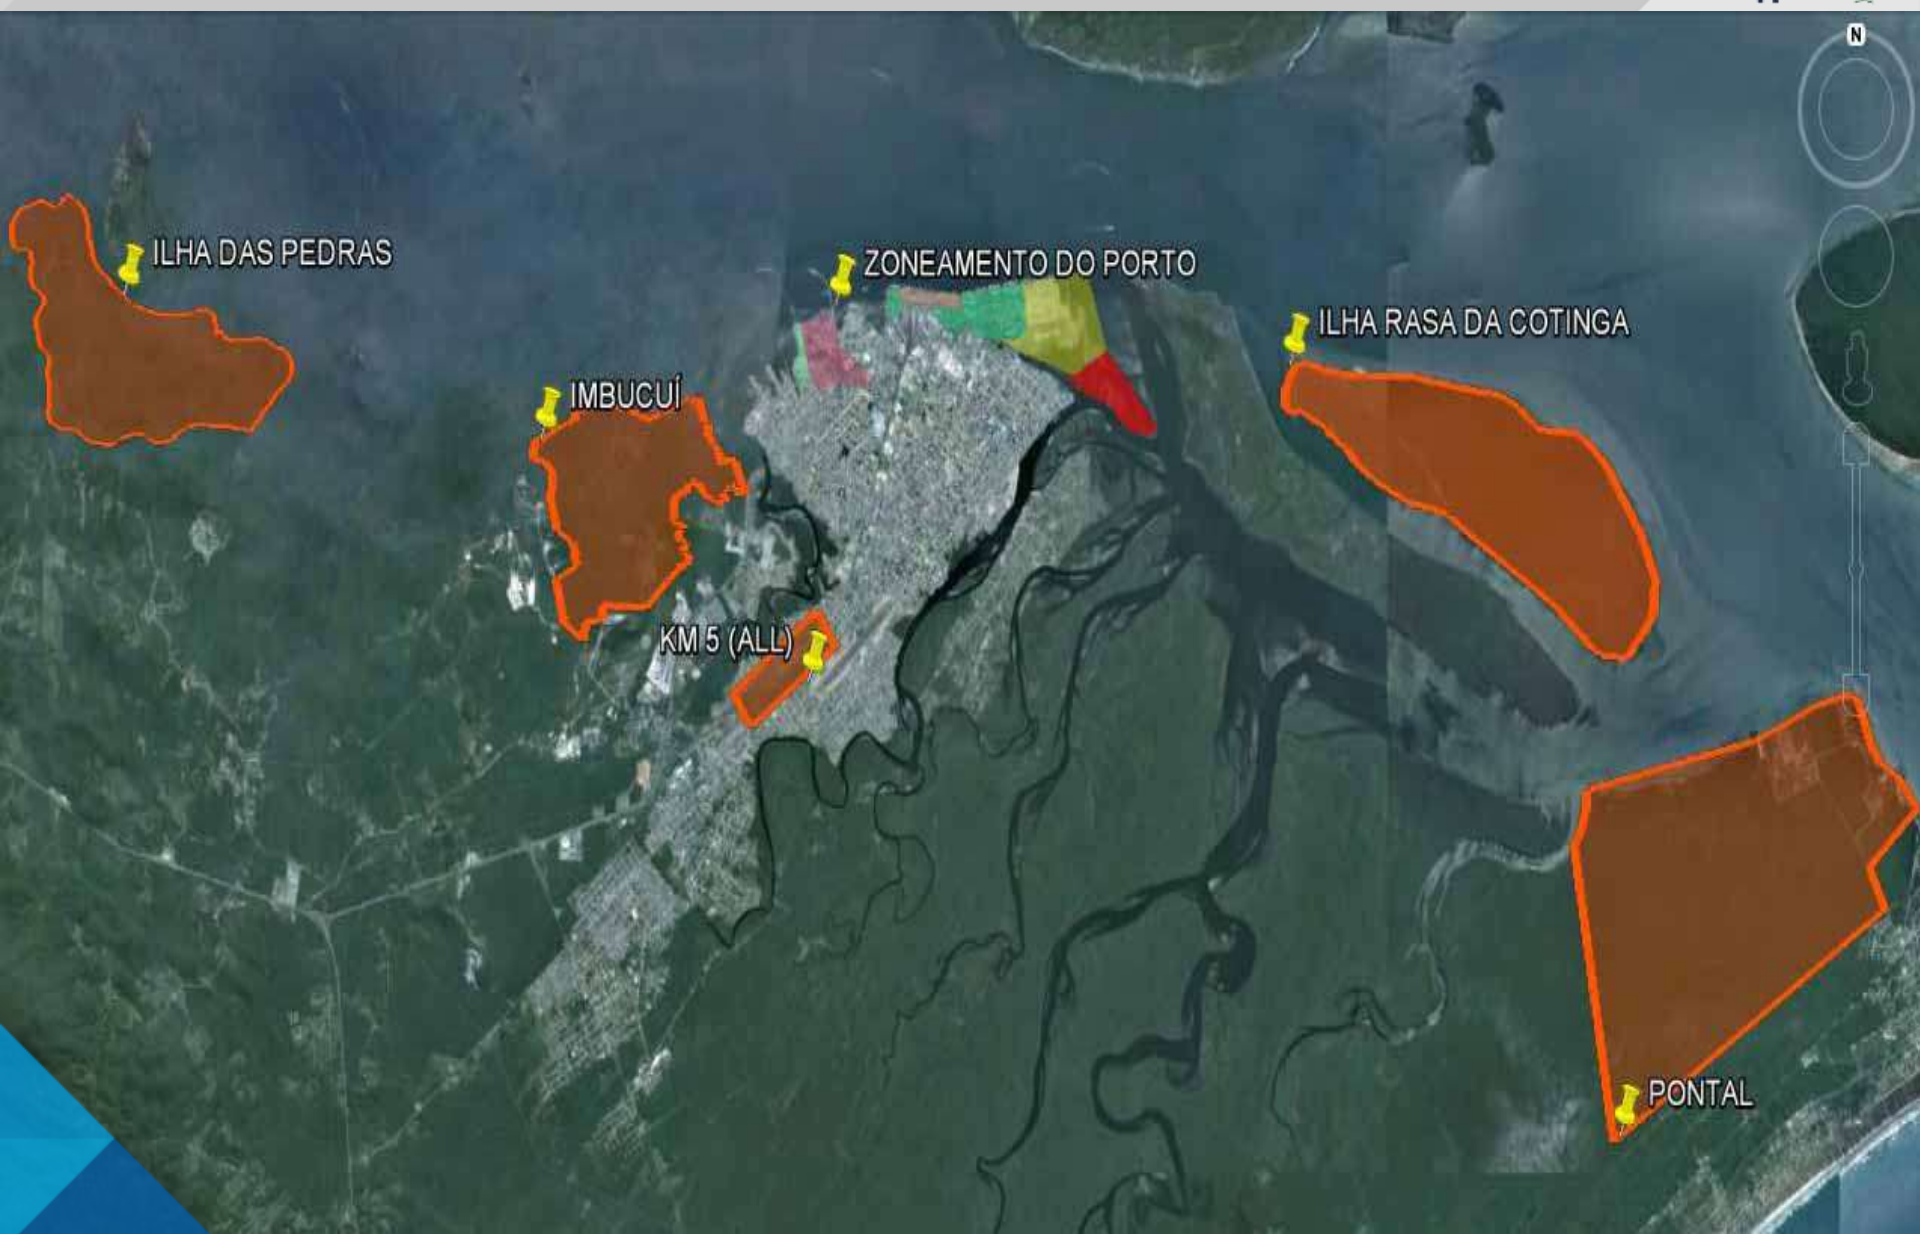 N
ILHA DAS PEDRAS
ZONEAMENTO DO PORTO
ILHA RASA DA COTINGA
IMBUCUÍ
KM 5 (ALL)
PONTAL